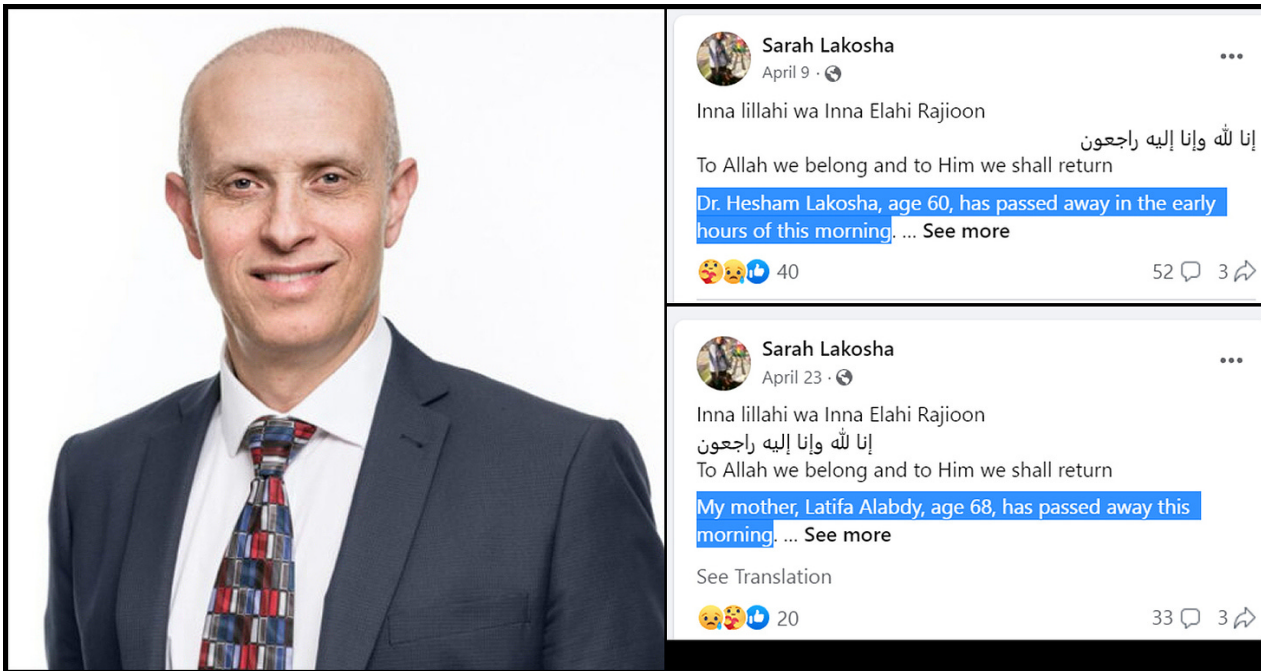 Sarah Lakosha
April 9 ·
Inna lillahi wa Inna Elahi Rajioon
إنا لله وإنا إليه راجعون
To Allah we belong and to Him we shall return
Dr. Hesham Lakosha, age 60, has passed away in the early
hours of this morning. ... See more
40
52 3
Sarah Lakosha
April 23 ·
Inna lillahi wa Inna Elahi Rajioon
إنا لله وإنا إليه راجعون
To Allah we belong and to Him we shall return
My mother, Latifa Alabdy, age 68, has passed away this
morning. ... See more
See Translation
20
33 3